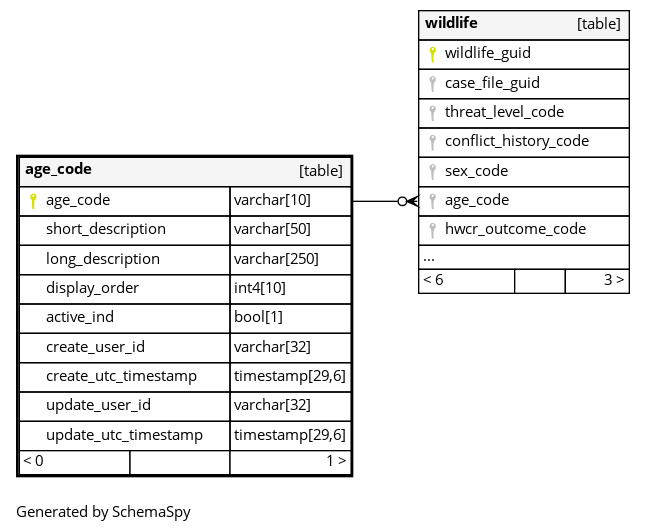 wildlife [table]
wildlife_guid
case_file_guid
threat_level_code
conflict_history_code
sex_code
age_code
hwcr_outcome_code
...
< 6 3 >
age_code [table]
age_code varchar[10]
short_description varchar[50]
long_description varchar[250]
display_order int4[10]
active_ind bool[1]
create_user_id varchar[32]
create_utc_timestamp timestamp[29,6]
update_user_id varchar[32]
update_utc_timestamp timestamp[29,6]
< 0 1 >
Generated by SchemaSpy